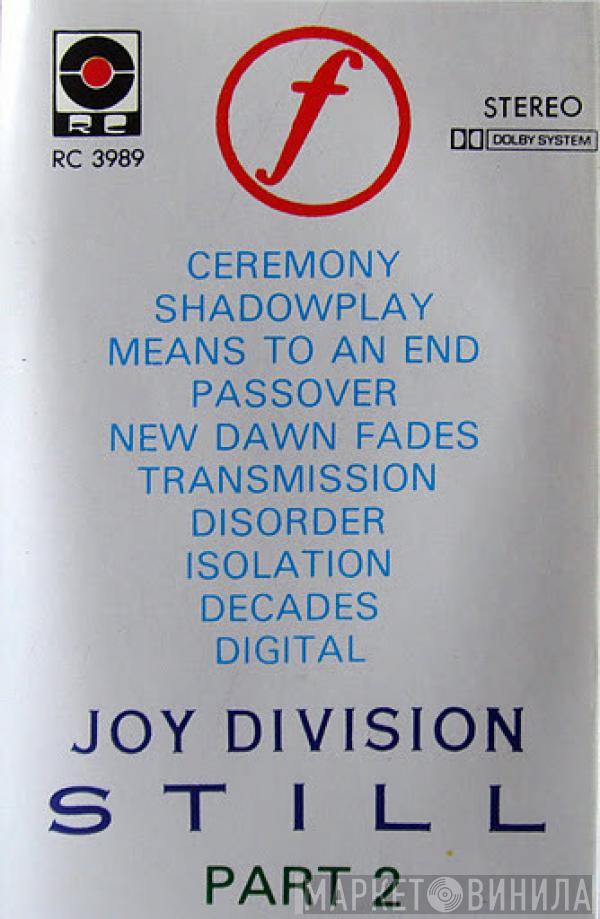 f
STEREO
RC
RC 3989
DOLBY SYSTEM
CEREMONY
SHADOWPLAY
MEANS TO AN END
PASSOVER
NEW DAWN FADES
TRANSMISSION
DISORDER
ISOLATION
DECADES
DIGITAL
JOY DIVISION
STILL
PART 2
МАРКЕТ ВИНИЛА